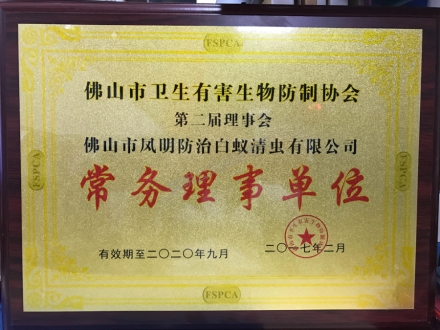 FSPCA
佛山市卫生有害生物防制协会
第二届理事会
佛山市凤明防治白蚁清虫有限公司
FSPCA
FSPCA
常务理事单位
有效期至二〇二〇年九月
二〇一七年二月
FSPCA